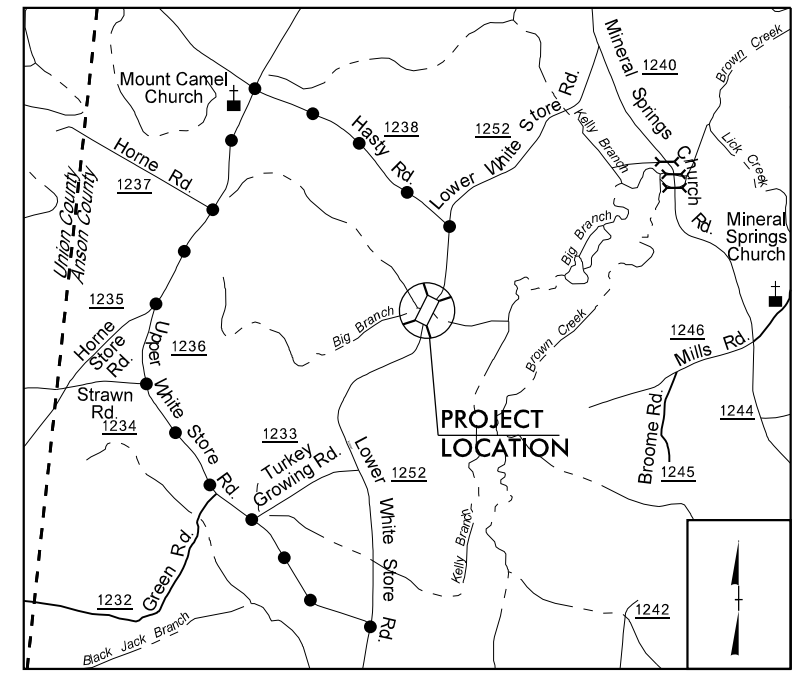 Mount Camel
Church
Mineral Springs Church Rd.
1240
Brown Creek
Lick Creek
Hasty Rd.
1238
1252
Lower White Store Rd.
Kelly Branch
Horne Rd.
1237
Union County
Anson County
Big Branch
Mineral
Springs
Church
1235
Horne
Store
Rd.
Upper White Store Rd.
1236
Big Branch
Brown Creek
1246
Mills Rd.
Strawn
Rd.
1234
PROJECT
LOCATION
1233
Turkey
Growing Rd.
1252
Lower White Store Rd.
Broome Rd.
1244
1245
Kelly Branch
Green Rd.
1232
Black Jack Branch
1242